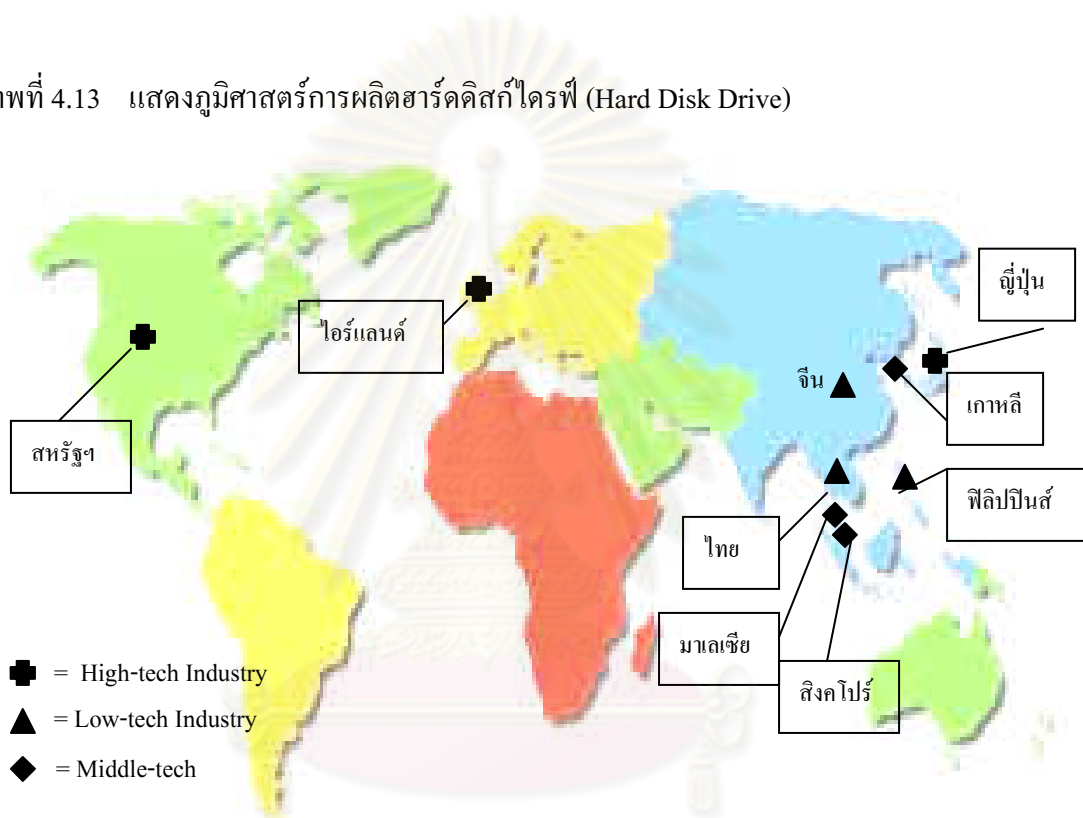 าพที่ 4.13 แสดงภูมิศาสตร์การผลิตฮาร์ดดิสก์ไดรฟ์ (Hard Disk Drive)
ญี่ปุ่น
ไอร์แลนด์
จีน
เกาหลี
สหรัฐฯ
ฟิลิปปินส์
ไทย
มาเลเซีย
สิงคโปร์
= High-tech Industry
= Low-tech Industry
= Middle-tech